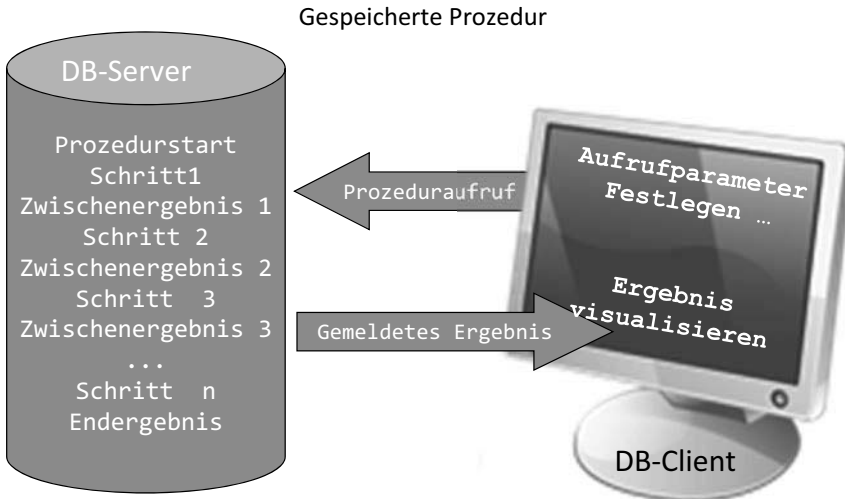 Gespeicherte Prozedur
DB-Server
Prozedurstart
Schritt1
Zwischenergebnis 1
Schritt 2
Zwischenergebnis 2
Schritt 3
Zwischenergebnis 3
...
Schritt n
Endergebnis
Prozeduraufruf
Gemeldetes Ergebnis
Aufrufparameter
Festlegen …
Ergebnis
visualisieren
DB-Client